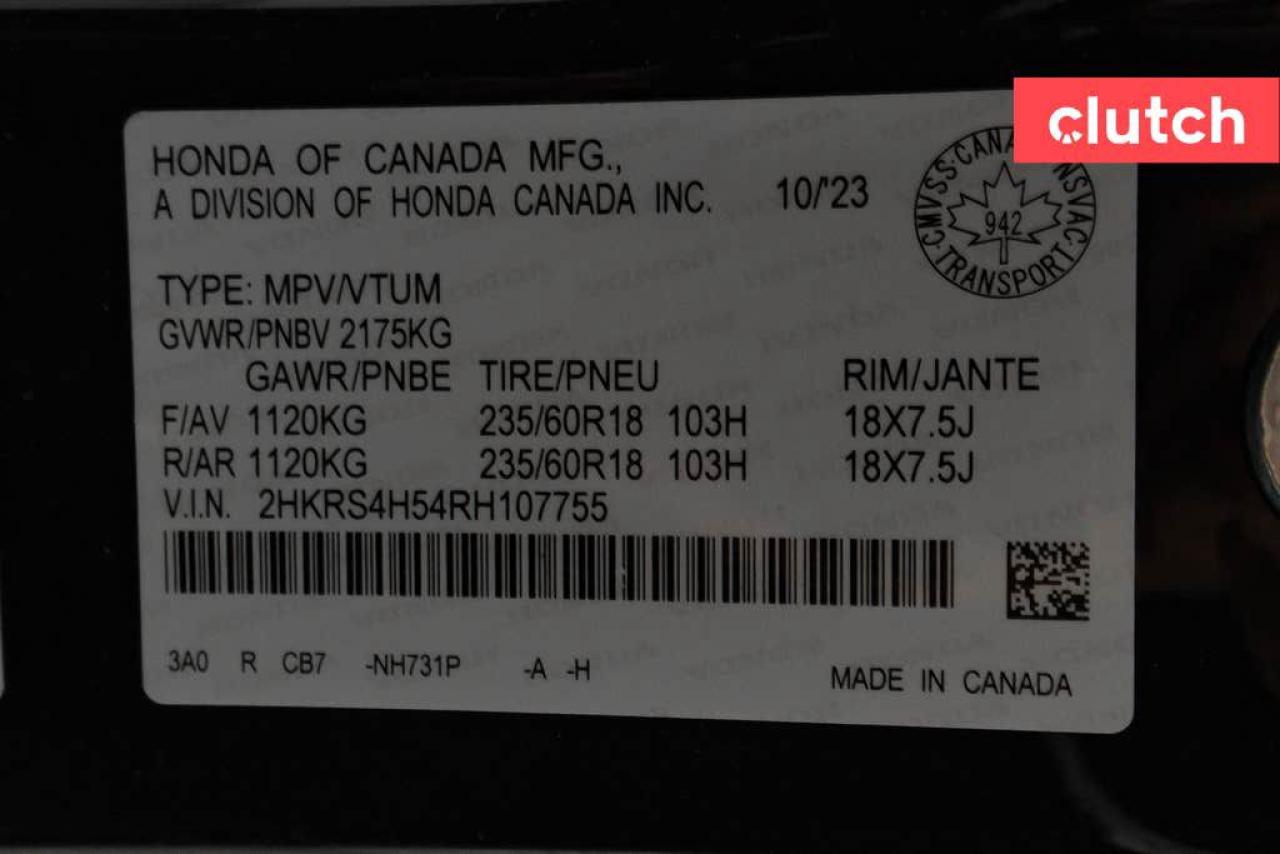 clutch
HONDA OF CANADA MFG.,
A DIVISION OF HONDA CANADA INC. 10/'23
CMVSS·CANA NSVAC
942
·TRANSPORT·
TYPE: MPV/VTUM
GVWR/PNBV 2175KG
GAWR/PNBE TIRE/PNEU RIM/JANTE
F/AV 1120KG 235/60R18 103H 18X7.5J
R/AR 1120KG 235/60R18 103H 18X7.5J
V.I.N. 2HKRS4H54RH107755
3A0 R CB7 -NH731P -A -H
MADE IN CANADA